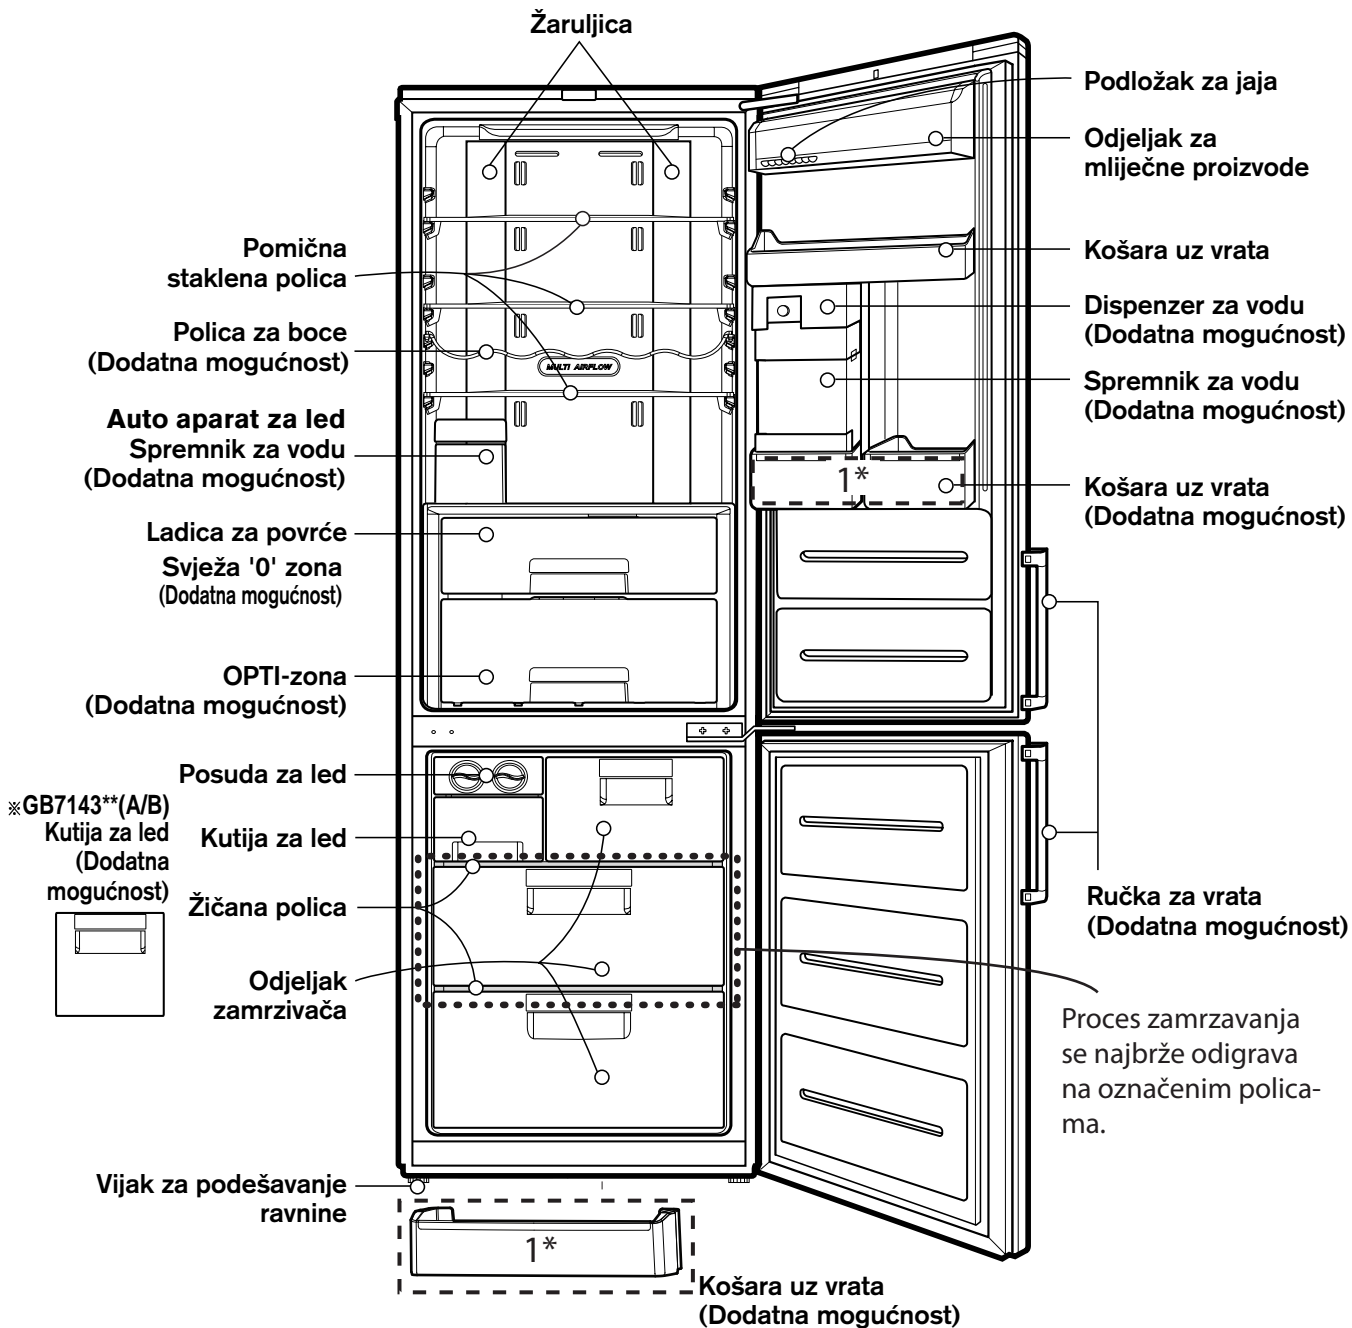 Žaruljica
Podložak za jaja
Odjeljak za
mliječne proizvode
Košara uz vrata
Dispenzer za vodu
(Dodatna mogućnost)
Spremnik za vodu
(Dodatna mogućnost)
1*
Košara uz vrata
(Dodatna mogućnost)
Pomična
staklena polica
Polica za boce
(Dodatna mogućnost)
MULTI AIRFLOW
Auto aparat za led
Spremnik za vodu
(Dodatna mogućnost)
Ladica za povrće
Svježa '0' zona
(Dodatna mogućnost)
OPTI-zona
(Dodatna mogućnost)
Posuda za led
※GB7143**(A/B)
Kutija za led
(Dodatna
mogućnost)
Kutija za led
Žičana polica
Odjeljak
zamrzivača
Ručka za vrata
(Dodatna mogućnost)
Proces zamrzavanja
se najbrže odigrava
na označenim polica-
ma.
Vijak za podešavanje
ravnine
1*
Košara uz vrata
(Dodatna mogućnost)